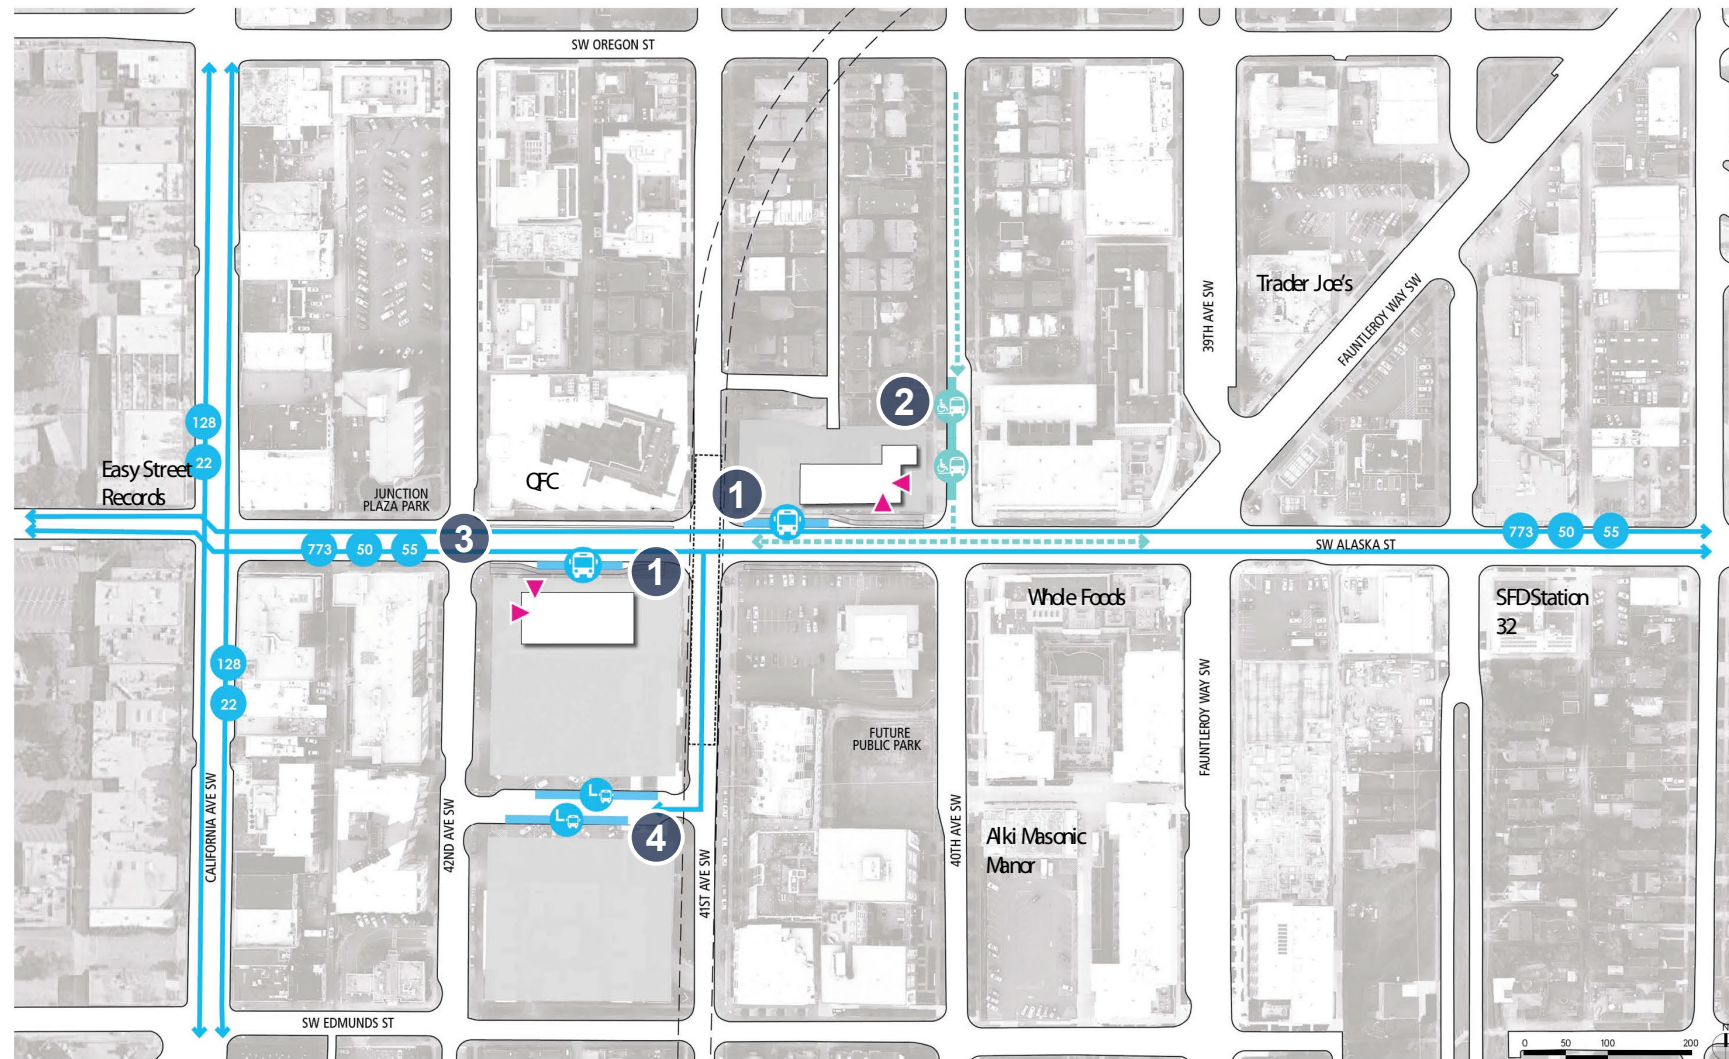 SW OREGON ST
Trader Joe's
39TH AVE SW
FAUNTLEROY WAY SW
2
128
22
Easy Street
Records
JUNCTION
PLAZA PARK
QFC
1
3
773
50
55
773
50
55
SW ALASKA ST
1
Whole Foods
SFD Station
32
128
22
FUTURE
PUBLIC PARK
FAUNTLEROY WAY SW
L
L
4
CALIFORNIA AVE SW
42ND AVE SW
41ST AVE SW
40TH AVE SW
Alki Masonic
Manor
SW EDMUNDS ST
0 50 100 200
N